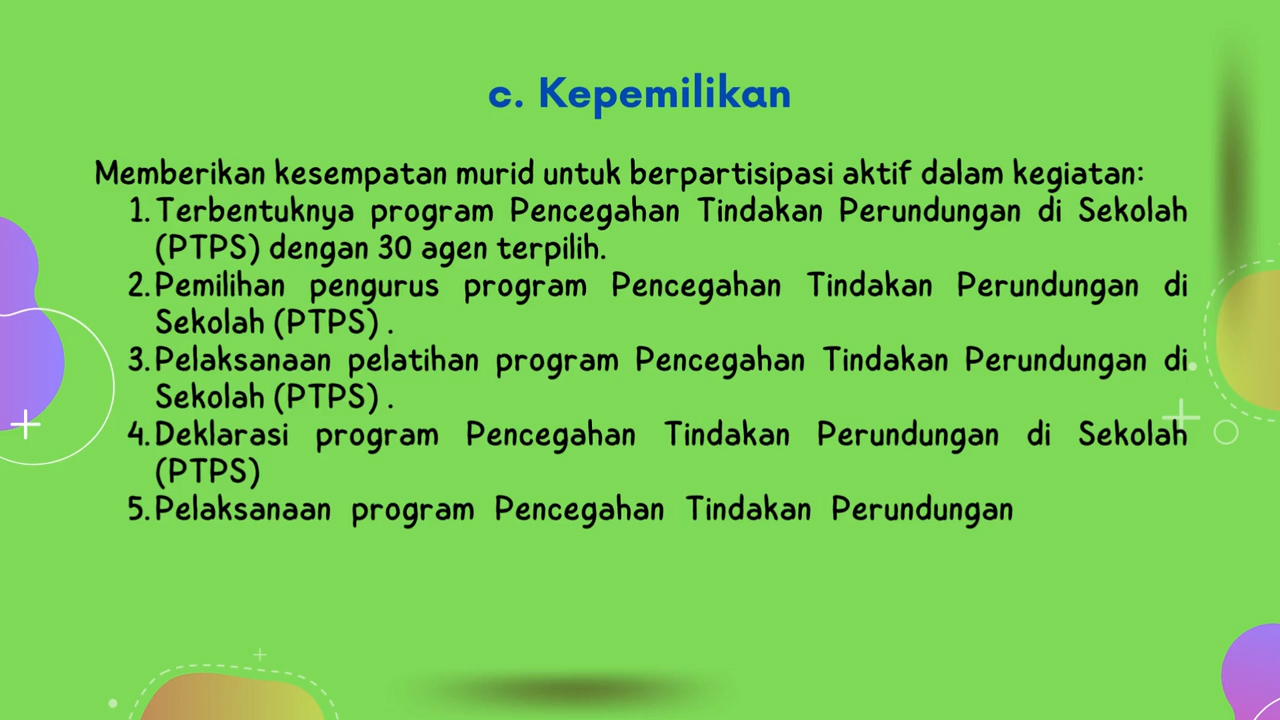 c. Kepemilikan
Memberikan kesempatan murid untuk berpartisipasi aktif dalam kegiatan:
1. Terbentuknya program Pencegahan Tindakan Perundungan di Sekolah
(PTPS) dengan 30 agen terpilih.
2. Pemilihan pengurus program Pencegahan Tindakan Perundungan di
Sekolah (PTPS) .
3. Pelaksanaan pelatihan program Pencegahan Tindakan Perundungan di
Sekolah (PTPS) .
4. Deklarasi program Pencegahan Tindakan Perundungan di Sekolah
(PTPS)
5. Pelaksanaan program Pencegahan Tindakan Perundungan